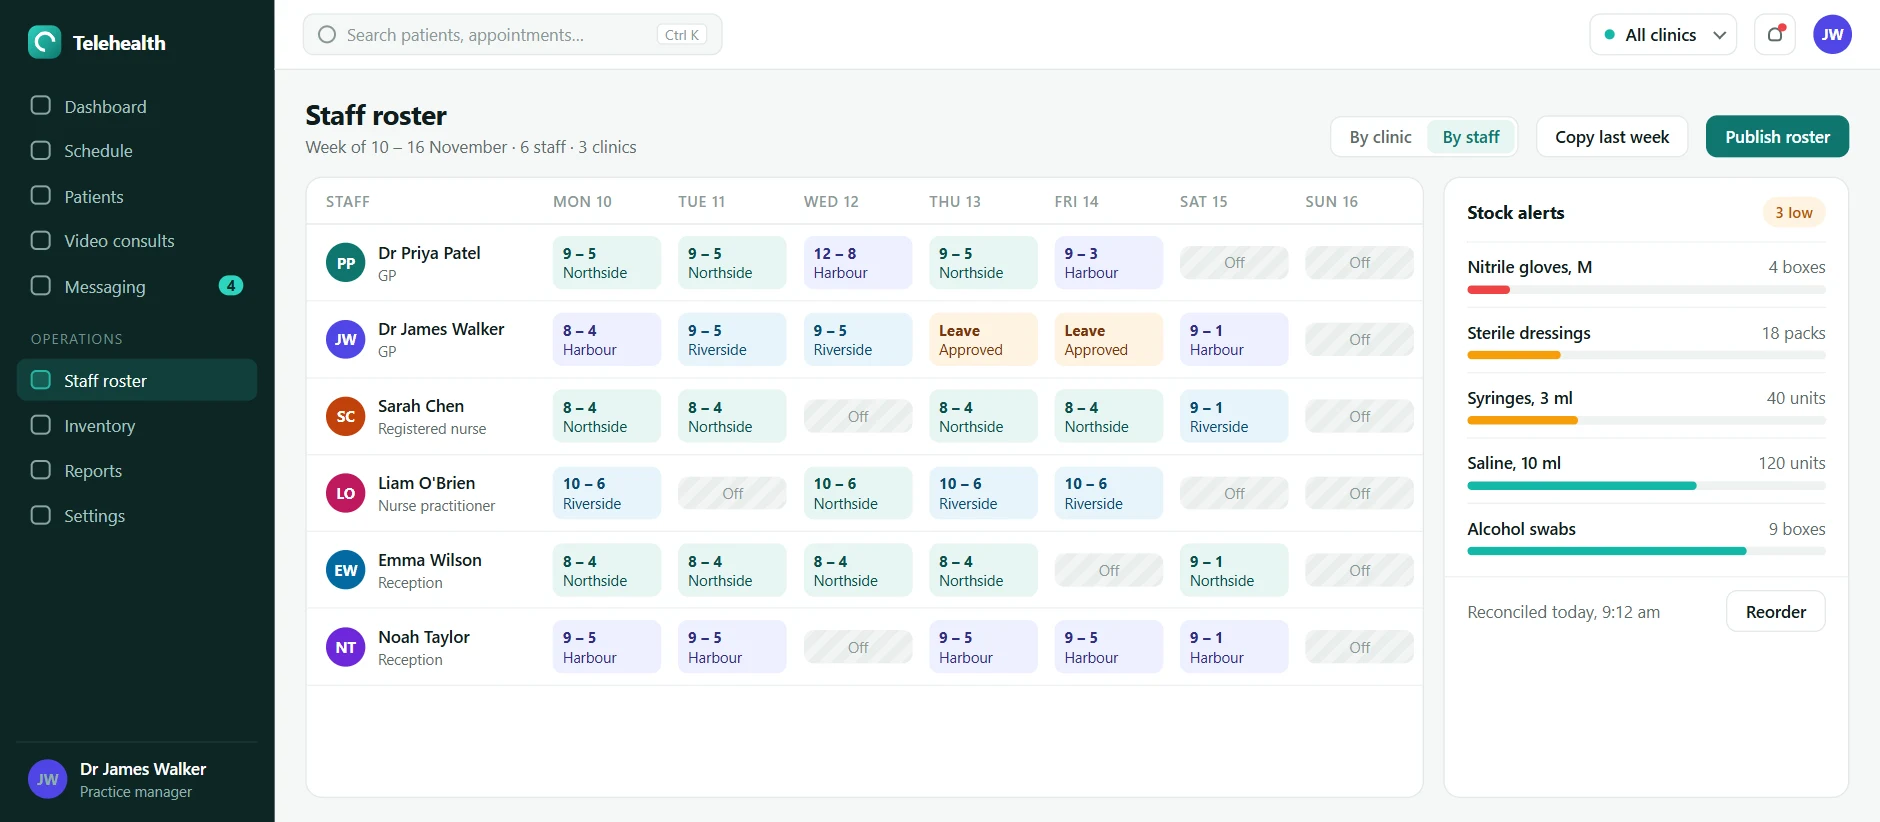 Telehealth
Dashboard
Schedule
Patients
Video consults
Messaging 4
OPERATIONS
Staff roster
Inventory
Reports
Settings
JW
Dr James Walker
Practice manager
Search patients, appointments... Ctrl K
All clinics
JW
Staff roster
Week of 10 – 16 November · 6 staff · 3 clinics
By clinic By staff Copy last week Publish roster
STAFF MON 10 TUE 11 WED 12 THU 13 FRI 14 SAT 15 SUN 16
PP Dr Priya Patel 9 – 5 9 – 5 12 – 8 9 – 5 9 – 3 Off Off
GP Northside Northside Harbour Northside Harbour
JW Dr James Walker 8 – 4 9 – 5 9 – 5 Leave Leave 9 – 1 Off
GP Harbour Riverside Riverside Approved Approved Harbour
SC Sarah Chen 8 – 4 8 – 4 Off 8 – 4 8 – 4 9 – 1 Off
Registered nurse Northside Northside Northside Northside Riverside
LO Liam O'Brien 10 – 6 Off 10 – 6 10 – 6 10 – 6 Off Off
Nurse practitioner Riverside Northside Riverside Riverside
EW Emma Wilson 8 – 4 8 – 4 8 – 4 8 – 4 Off 9 – 1 Off
Reception Northside Northside Northside Northside Northside
NT Noah Taylor 9 – 5 9 – 5 Off 9 – 5 9 – 5 9 – 1 Off
Reception Harbour Harbour Harbour Harbour Harbour
Stock alerts 3 low
Nitrile gloves, M 4 boxes
Sterile dressings 18 packs
Syringes, 3 ml 40 units
Saline, 10 ml 120 units
Alcohol swabs 9 boxes
Reconciled today, 9:12 am Reorder